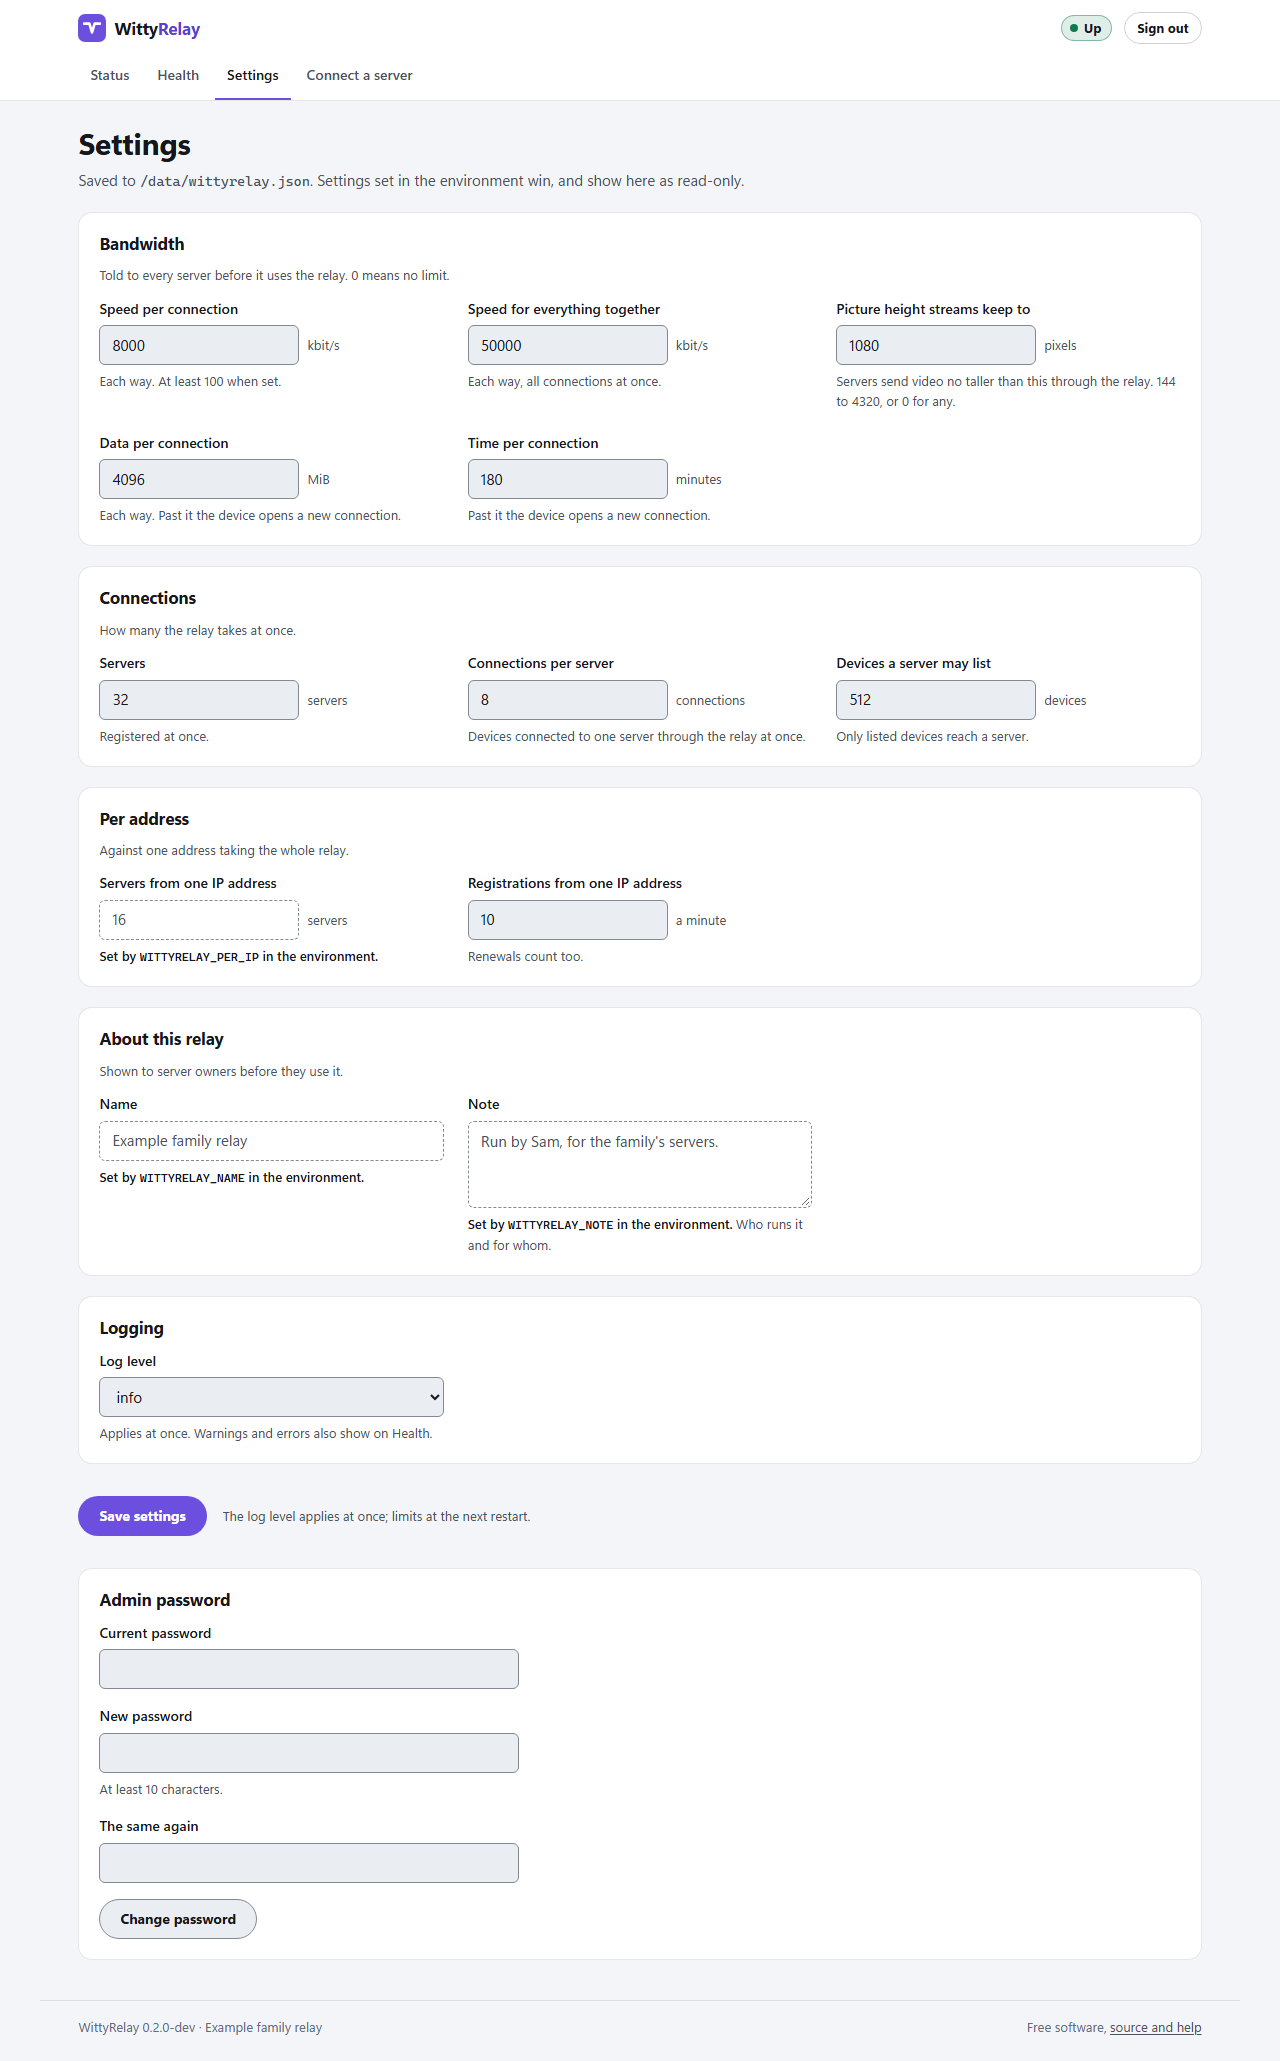 WittyRelay
Up
Sign out
Status
Health
Settings
Connect a server
Settings
Saved to /data/wittyrelay.json. Settings set in the environment win, and show here as read-only.
Bandwidth
Told to every server before it uses the relay. 0 means no limit.
Speed per connection
8000 kbit/s
Each way. At least 100 when set.
Speed for everything together
50000 kbit/s
Each way, all connections at once.
Picture height streams keep to
1080 pixels
Servers send video no taller than this through the relay. 144
to 4320, or 0 for any.
Data per connection
4096 MiB
Each way. Past it the device opens a new connection.
Time per connection
180 minutes
Past it the device opens a new connection.
Connections
How many the relay takes at once.
Servers
32 servers
Registered at once.
Connections per server
8 connections
Devices connected to one server through the relay at once.
Devices a server may list
512 devices
Only listed devices reach a server.
Per address
Against one address taking the whole relay.
Servers from one IP address
16 servers
Set by WITTYRELAY_PER_IP in the environment.
Registrations from one IP address
10 a minute
Renewals count too.
About this relay
Shown to server owners before they use it.
Name
Example family relay
Set by WITTYRELAY_NAME in the environment.
Note
Run by Sam, for the family's servers.
Set by WITTYRELAY_NOTE in the environment. Who runs it
and for whom.
Logging
Log level
info
Applies at once. Warnings and errors also show on Health.
Save settings
The log level applies at once; limits at the next restart.
Admin password
Current password
New password
At least 10 characters.
The same again
Change password
WittyRelay 0.2.0-dev · Example family relay
Free software, source and help